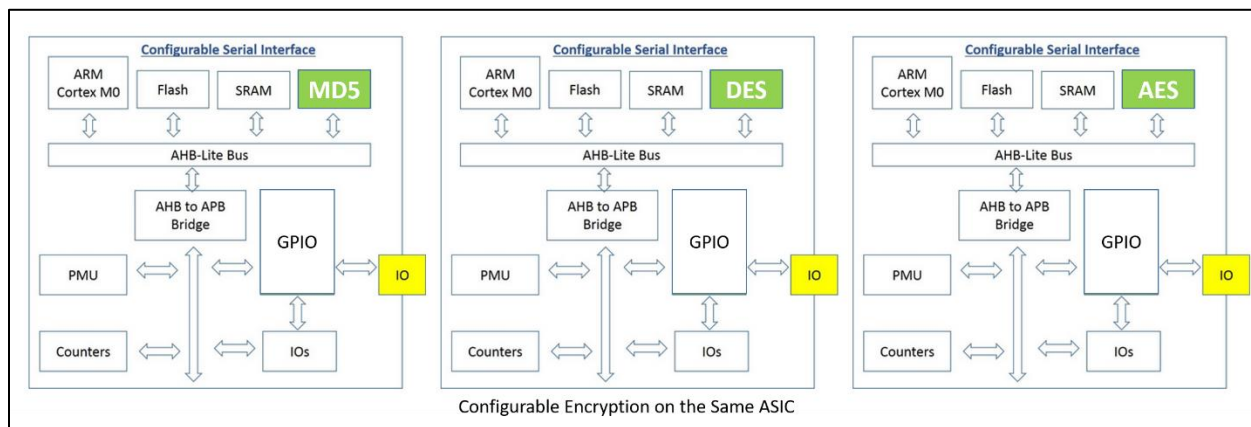 Configurable Serial Interface
ARM
Cortex M0
Flash
SRAM
MD5
AHB-Lite Bus
AHB to APB
Bridge
GPIO
PMU
IO
Counters
IOs
Configurable Serial Interface
ARM
Cortex M0
Flash
SRAM
DES
AHB-Lite Bus
AHB to APB
Bridge
GPIO
PMU
IO
Counters
IOs
Configurable Serial Interface
ARM
Cortex M0
Flash
SRAM
AES
AHB-Lite Bus
AHB to APB
Bridge
GPIO
PMU
IO
Counters
IOs
Configurable Encryption on the Same ASIC